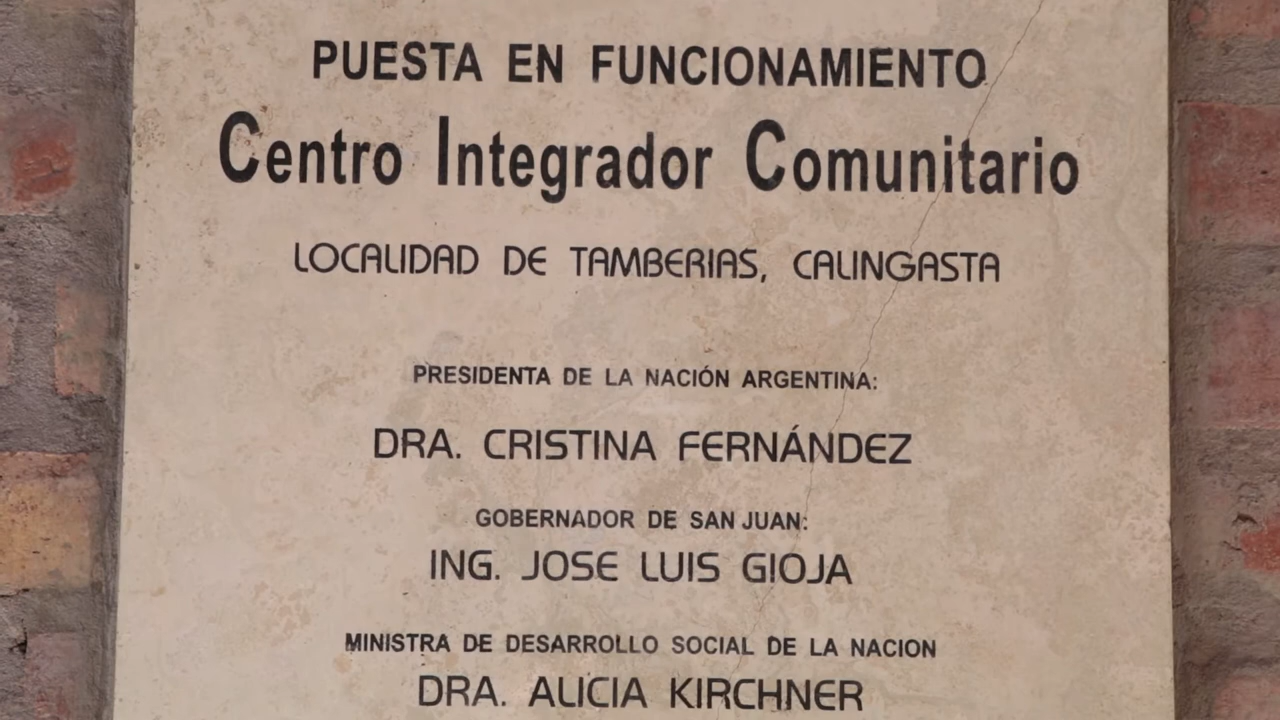 PUESTA EN FUNCIONAMIENTO
Centro Integrador Comunitario
LOCALIDAD DE TAMBERIAS, CALINGASTA
PRESIDENTA DE LA NACIÓN ARGENTINA:
DRA. CRISTINA FERNÁNDEZ
GOBERNADOR DE SAN JUAN:
ING. JOSE LUIS GIOJA
MINISTRA DE DESARROLLO SOCIAL DE LA NACION
DRA. ALICIA KIRCHNER